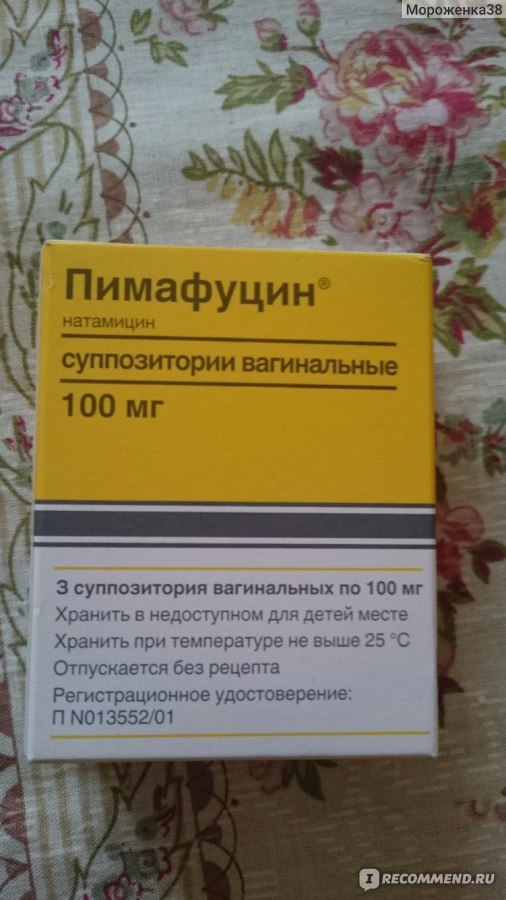 Мороженка38
Пимафуцин®
натамицин
суппозитории вагинальные
100 мг
3 суппозитория вагинальных по 100 мг
Хранить в недоступном для детей месте
Хранить при температуре не выше 25 °C
Отпускается без рецепта
Регистрационное удостоверение:
П N013552/01
IRECOMMEND.RU